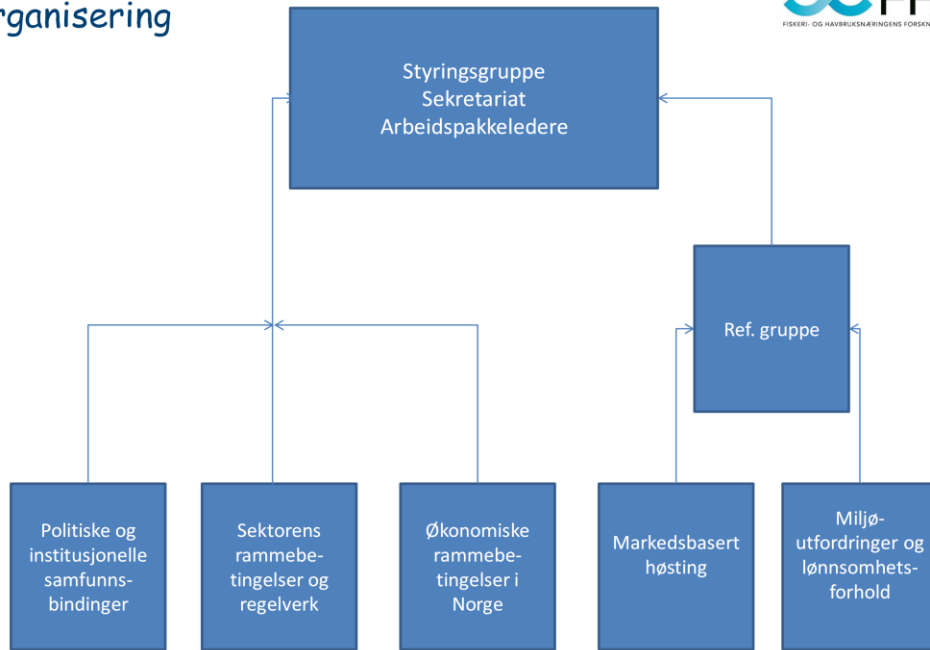 rganisering
FISKERI- OG HAVBRUKSNÆRINGENS
Styringsgruppe
Sekretariat
Arbeidspakkeledere
Ref. gruppe
Politiske og
institusjonelle
samfunns-
bindinger
Sektorens
rammebe-
tingelser og
regelverk
Økonomiske
rammebe-
tingelser i
Norge
Markedsbasert
høsting
Miljø-
utfordringer og
lønnsomhets-
forhold